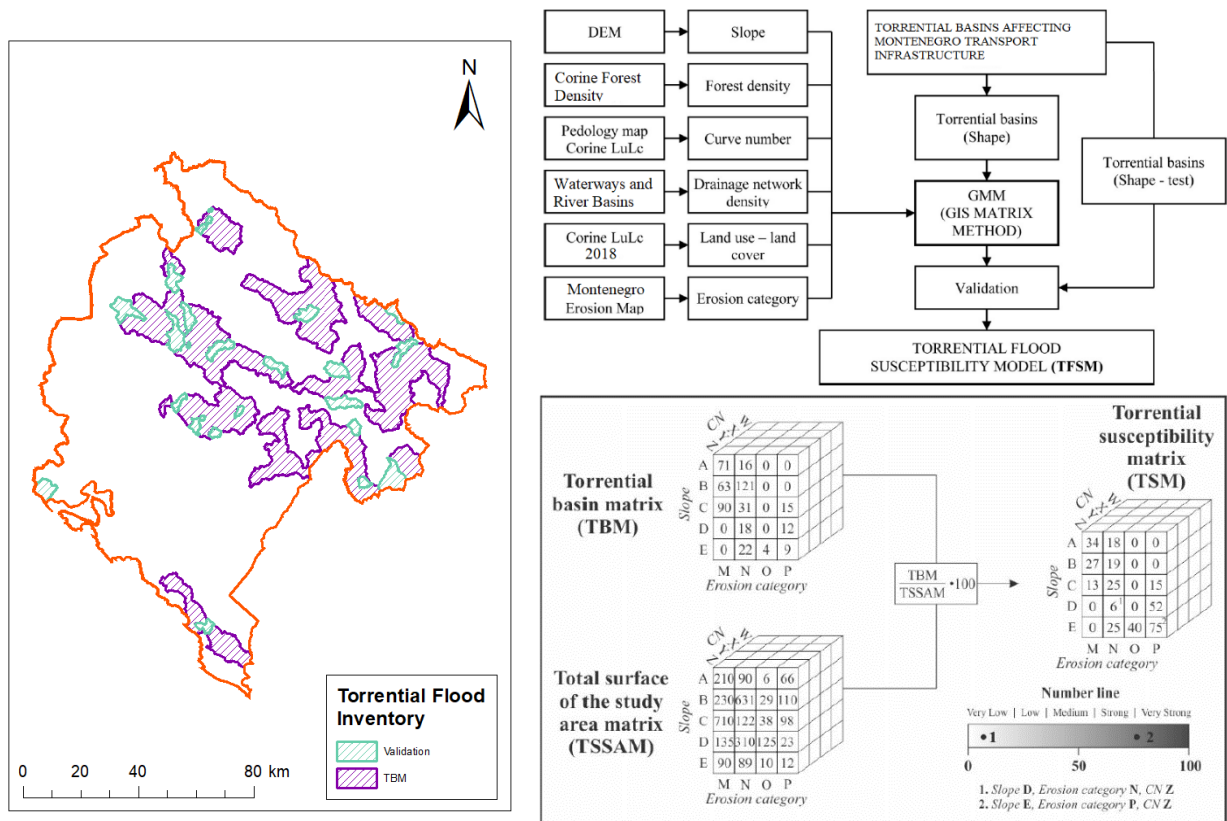 N
Torrential Flood
Inventory
Validation
TBM
0 20 40 80 km
DEM
Slope
Corine Forest
Density
Forest density
Pedology map
Corine LuLc
Curve number
Waterways and
River Basins
Drainage network
density
Corine LuLc
2018
Land use – land
cover
Montenegro
Erosion Map
Erosion category
TORRENTIAL BASINS AFFECTING
MONTENEGRO TRANSPORT
INFRASTRUCTURE
Torrential basins
(Shape)
Torrential basins
(Shape - test)
GMM
(GIS MATRIX
METHOD)
Validation
TORRENTIAL FLOOD
SUSCEPTIBILITY MODEL (TFSM)
Torrential
basin matrix
(TBM)
CN
Z Y X W
Slope
A 71 16 0 0
B 63 121 0 0
C 90 31 0 15
D 0 18 0 12
E 0 22 4 9
M N O P
Erosion category
Total surface
of the study
area matrix
(TSSAM)
CN
Z Y X W
Slope
A 210 90 6 66
B 230 631 29 110
C 710 122 38 98
D 135 310 125 23
E 90 89 10 12
M N O P
Erosion category
TBM
TSSAM
•100
Torrential
susceptibility
matrix
(TSM)
CN
Z Y X W
Slope
A 34 18 0 0
B 27 19 0 0
C 13 25 0 15
D 0 6¹ 0 52
E 0 25 40 75²
M N O P
Erosion category
Number line
Very Low | Low | Medium | Strong | Very Strong
1 2
0 50 100
1. Slope D, Erosion category N, CN Z
2. Slope E, Erosion category P, CN Z